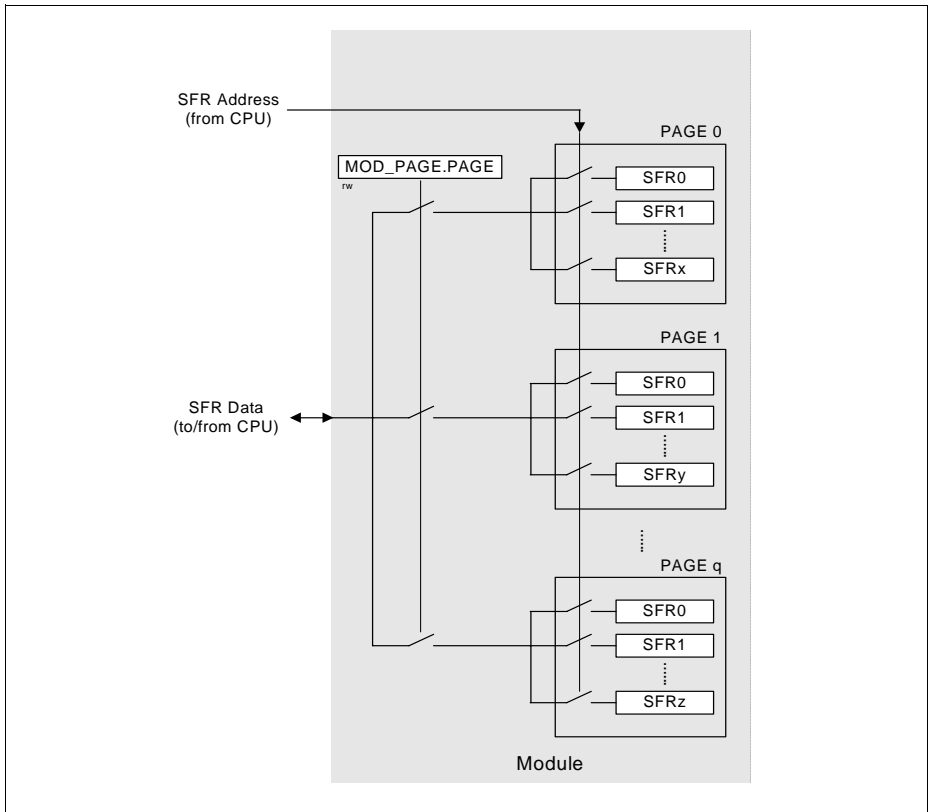 SFR Address
(from CPU)
PAGE 0
MOD_PAGE.PAGE
rw
SFR0
SFR1
SFRx
PAGE 1
SFR0
SFR Data
(to/from CPU)
SFR1
SFRy
PAGE q
SFR0
SFR1
SFRz
Module